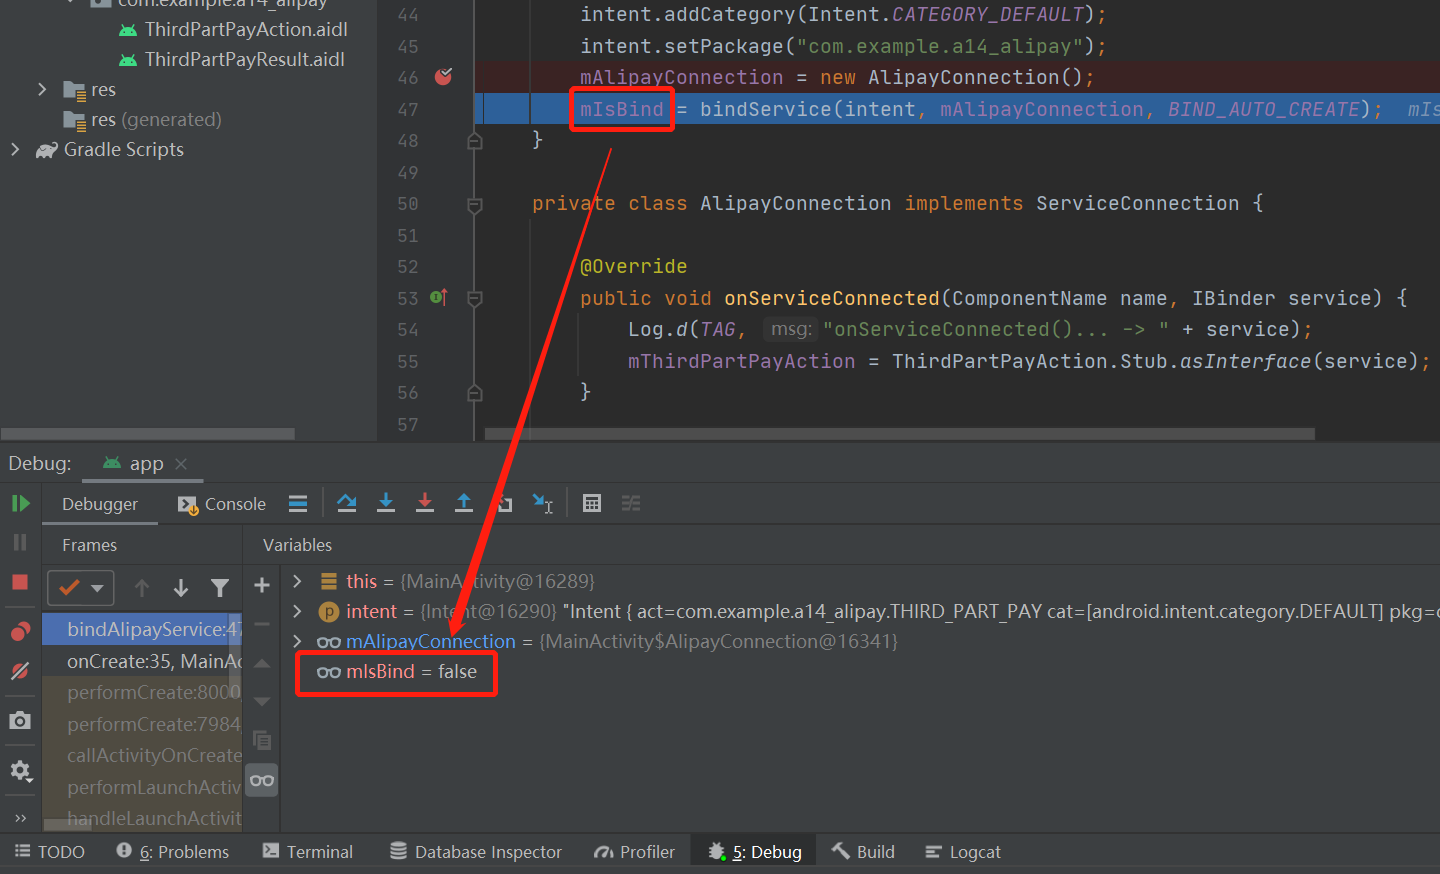 com.example.a14_alipay
ThirdPartPayAction.aidl
ThirdPartPayResult.aidl
res
res (generated)
Gradle Scripts
44 intent.addCategory(Intent.CATEGORY_DEFAULT);
45 intent.setPackage("com.example.a14_alipay");
46 mAlipayConnection = new AlipayConnection();
47 mIsBind = bindService(intent, mAlipayConnection, BIND_AUTO_CREATE); mIs
48 }
49
50 private class AlipayConnection implements ServiceConnection {
51
52 @Override
53 public void onServiceConnected(ComponentName name, IBinder service) {
54 Log.d(TAG, msg: "onServiceConnected()... -> " + service);
55 mThirdPartPayAction = ThirdPartPayAction.Stub.asInterface(service);
56 }
57
Debug: app
Debugger Console
Frames Variables
bindAlipayService:47
onCreate:35, MainAc
performCreate:8000
performCreate:7984
callActivityOnCreate
performLaunchActiv
handleLaunchActivit
this = {MainActivity@16289}
intent = {Intent@16290} "Intent { act=com.example.a14_alipay.THIRD_PART_PAY cat=[android.intent.category.DEFAULT] pkg=c
mAlipayConnection = {MainActivity$AlipayConnection@16341}
mIsBind = false
TODO 6: Problems Terminal Database Inspector Profiler 5: Debug Build Logcat